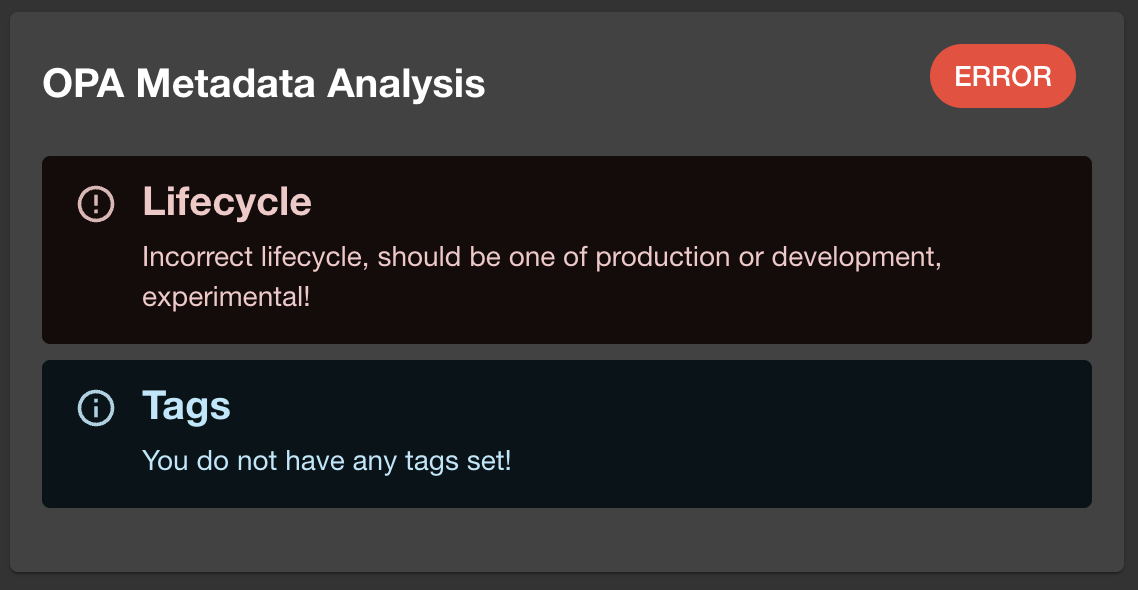 OPA Metadata Analysis
ERROR
Lifecycle
Incorrect lifecycle, should be one of production or development,
experimental!
Tags
You do not have any tags set!